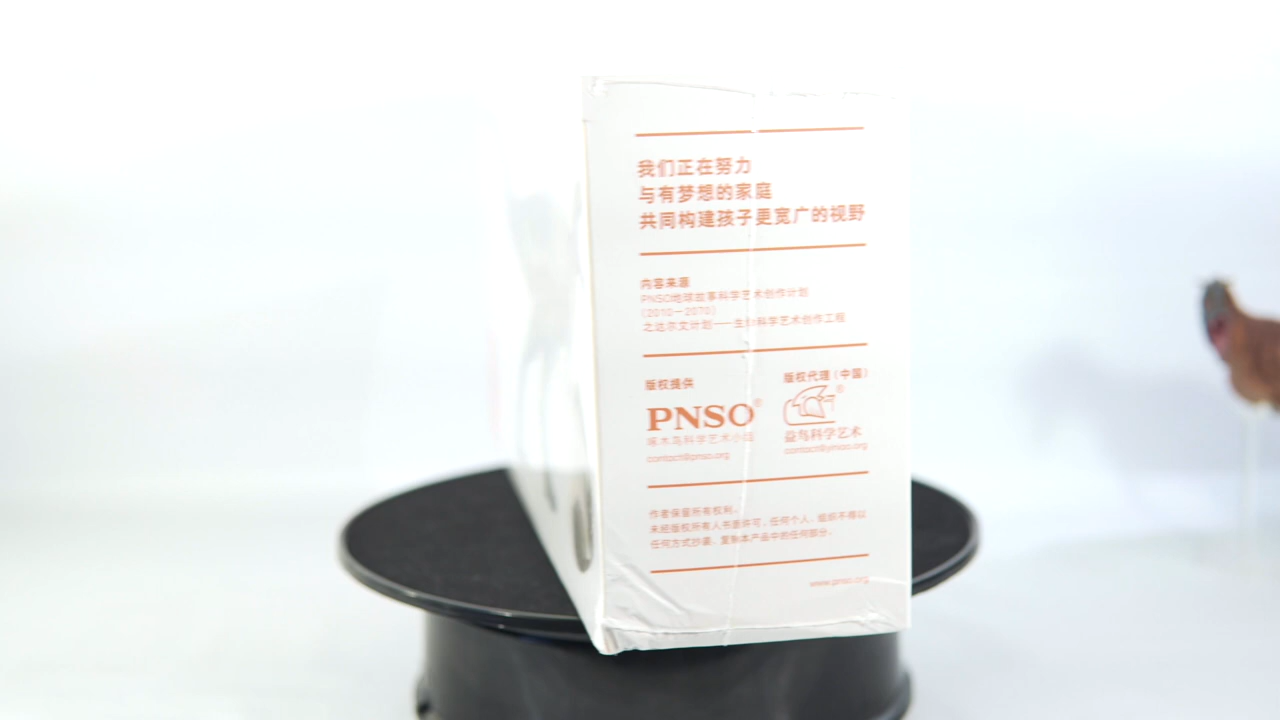 我们正在努力
与有梦想的家庭
共同构建孩子更宽广的视野
内容来源
PNSO地球故事科学艺术创作计划
(2010—2070)
之达尔文计划——生物科学艺术创作工程
版权提供
PNSO®
啄木鸟科学艺术小组
contact@pnso.org
版权代理（中国）
®
益鸟科学艺术
contact@yinoo.org
作者保留所有权利。
未经版权所有人书面许可，任何个人、组织不得以
任何方式抄袭、复制本产品中的任何部分。
www.pnso.org